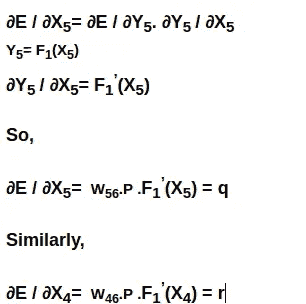 ∂E / ∂X₅= ∂E / ∂Y₅. ∂Y₅ / ∂X₅
Y₅= F₁(X₅)
∂Y₅ / ∂X₅= F₁'(X₅)
So,
∂E / ∂X₅= w₅₆.P .F₁'(X₅) = q
Similarly,
∂E / ∂X₄= w₄₆.P .F₁'(X₄) = r